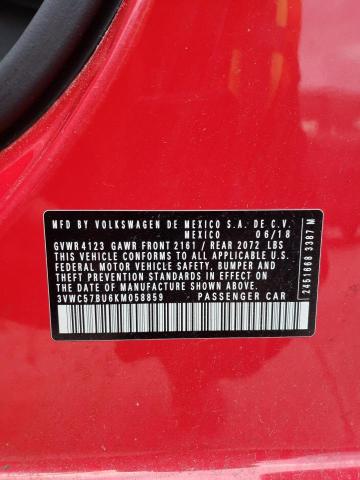 MFD BY VOLKSWAGEN DE MEXICO S.A. DE C.V.
MEXICO 06/18
GVWR 4123 GAWR FRONT 2161 / REAR 2072 LBS
THIS VEHICLE CONFORMS TO ALL APPLICABLE U.S.
FEDERAL MOTOR VEHICLE SAFETY, BUMPER AND
THEFT PREVENTION STANDARDS IN EFFECT ON THE
DATE OF MANUFACTURE SHOWN ABOVE.
3VWC57BU6KM058859 PASSENGER CAR
2451668 3387 M